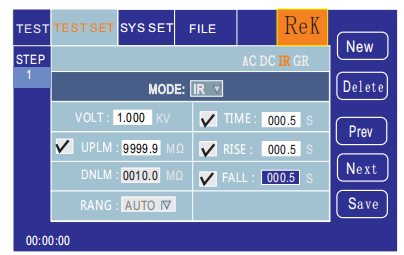 TEST TEST SET SYS SET FILE ReK
STEP AC DC IR GR
1
MODE: IR
VOLT: 1.000 KV TIME: 000.5 S
UPLM: 9999.9 MΩ RISE: 000.5 S
DNLM: 0010.0 MΩ FALL: 000.5 S
RANG: AUTO
New
Delete
Prev
Next
Save
00:00:00